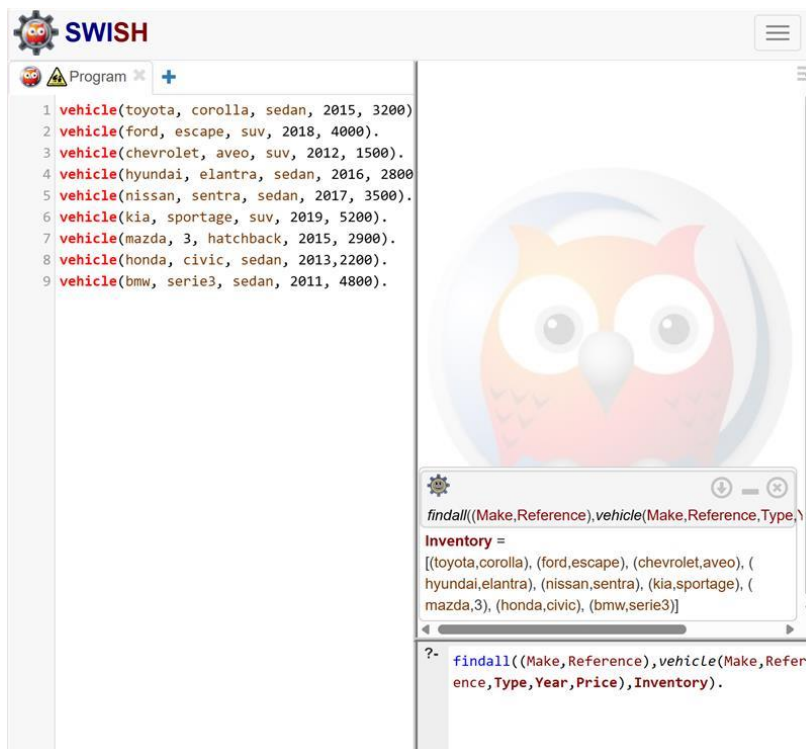 SWISH
Program
1 vehicle(toyota, corolla, sedan, 2015, 3200)
2 vehicle(ford, escape, suv, 2018, 4000).
3 vehicle(chevrolet, aveo, suv, 2012, 1500).
4 vehicle(hyundai, elantra, sedan, 2016, 2800
5 vehicle(nissan, sentra, sedan, 2017, 3500).
6 vehicle(kia, sportage, suv, 2019, 5200).
7 vehicle(mazda, 3, hatchback, 2015, 2900).
8 vehicle(honda, civic, sedan, 2013,2200).
9 vehicle(bmw, serie3, sedan, 2011, 4800).
findall((Make,Reference),vehicle(Make,Reference,Type,Y
Inventory =
[(toyota,corolla), (ford,escape), (chevrolet,aveo), (
hyundai,elantra), (nissan,sentra), (kia,sportage), (
mazda,3), (honda,civic), (bmw,serie3)]
?- findall((Make,Reference),vehicle(Make,Refer
ence,Type,Year,Price),Inventory).